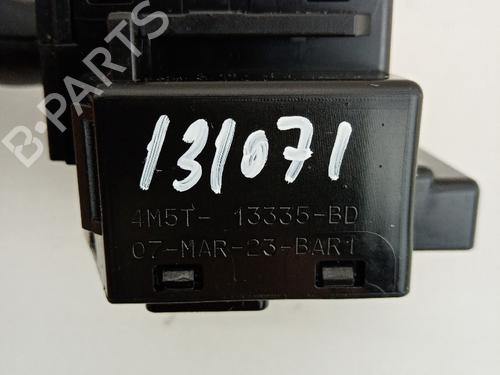 B-PARTS
131071
4M5T- 13335-BD
07-MAR-23-BAR1